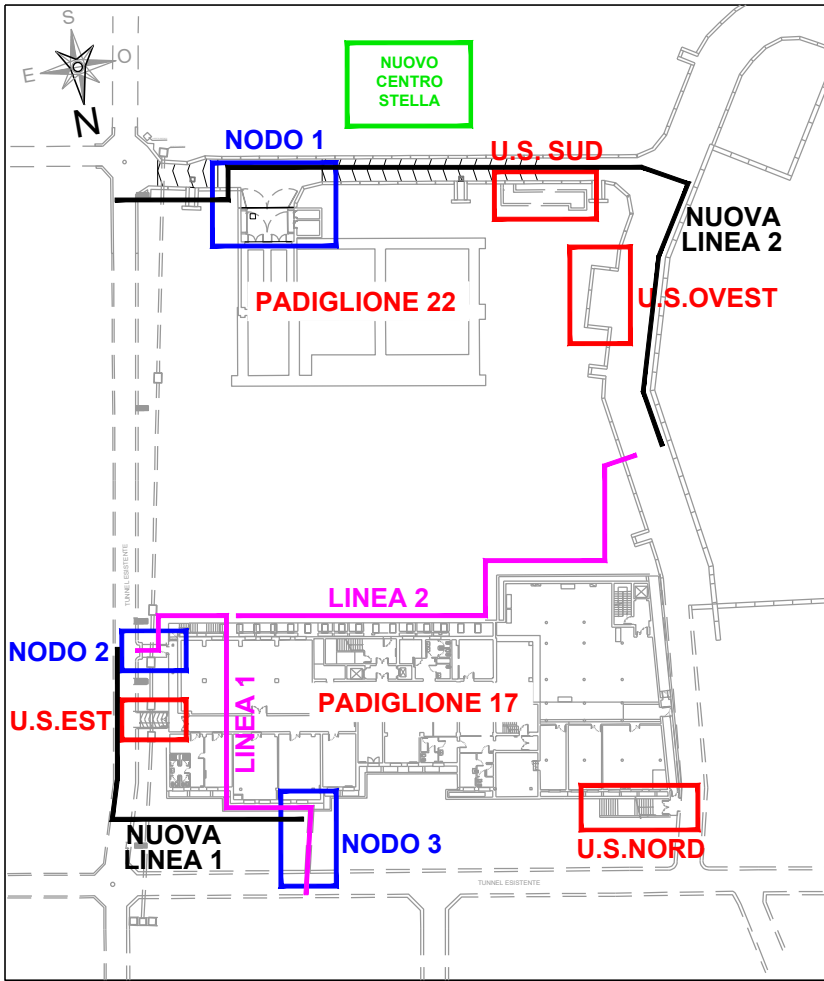 S
O
E
N
NUOVO
CENTRO
STELLA
NODO 1
U.S. SUD
NUOVA
LINEA 2
U.S.OVEST
PADIGLIONE 22
TUNNEL ESISTENTE
LINEA 2
NODO 2
LINEA 1
PADIGLIONE 17
U.S.EST
NUOVA
LINEA 1
NODO 3
U.S.NORD
TUNNEL ESISTENTE